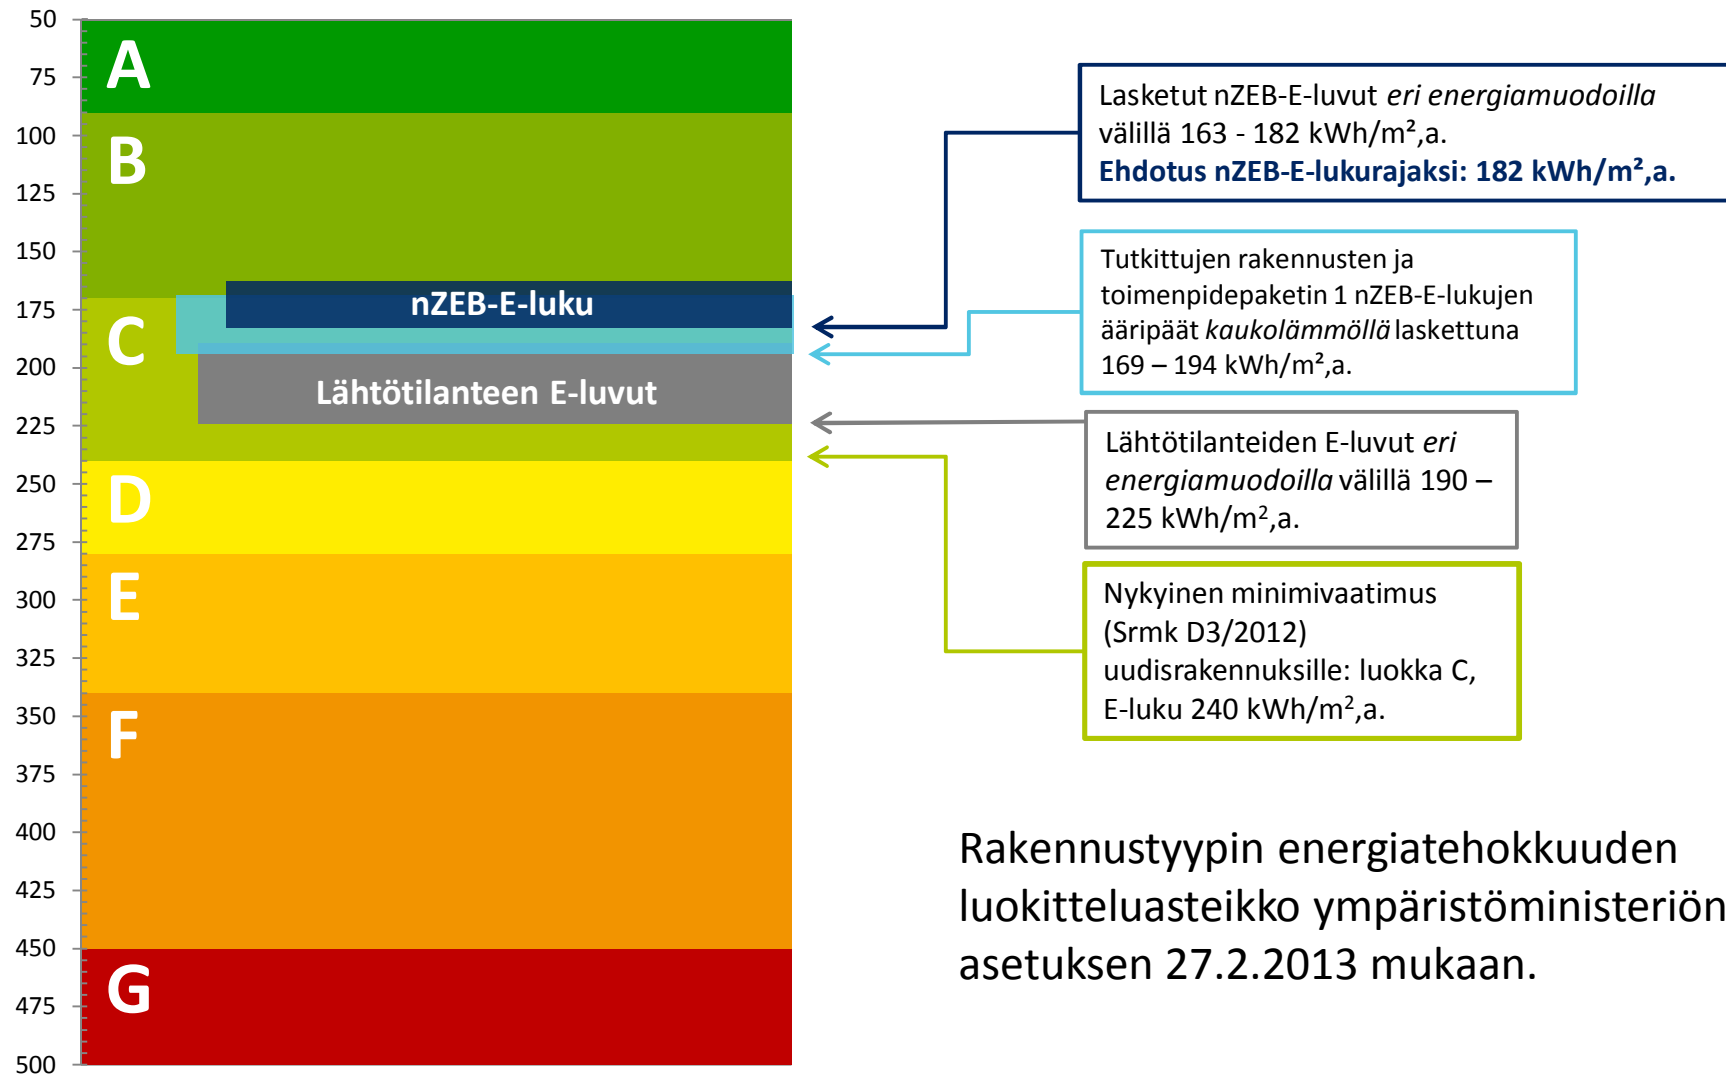 50
75
100
125
150
175
200
225
250
275
300
325
350
375
400
425
450
475
500
A
B
C
D
E
F
G
nZEB-E-luku
Lähtötilanteen E-luvut
Lasketut nZEB-E-luvut eri energiamuodoilla
välillä 163 - 182 kWh/m²,a.
Ehdotus nZEB-E-lukurajaksi: 182 kWh/m²,a.
Tutkittujen rakennusten ja
toimenpidepaketin 1 nZEB-E-lukujen
ääripäät kaukolämmöllä laskettuna
169 – 194 kWh/m²,a.
Lähtötilanteiden E-luvut eri
energiamuodoilla välillä 190 –
225 kWh/m²,a.
Nykyinen minimivaatimus
(Srmk D3/2012)
uudisrakennuksille: luokka C,
E-luku 240 kWh/m²,a.
Rakennustyypin energiatehokkuuden
luokitteluasteikko ympäristöministeriön
asetuksen 27.2.2013 mukaan.